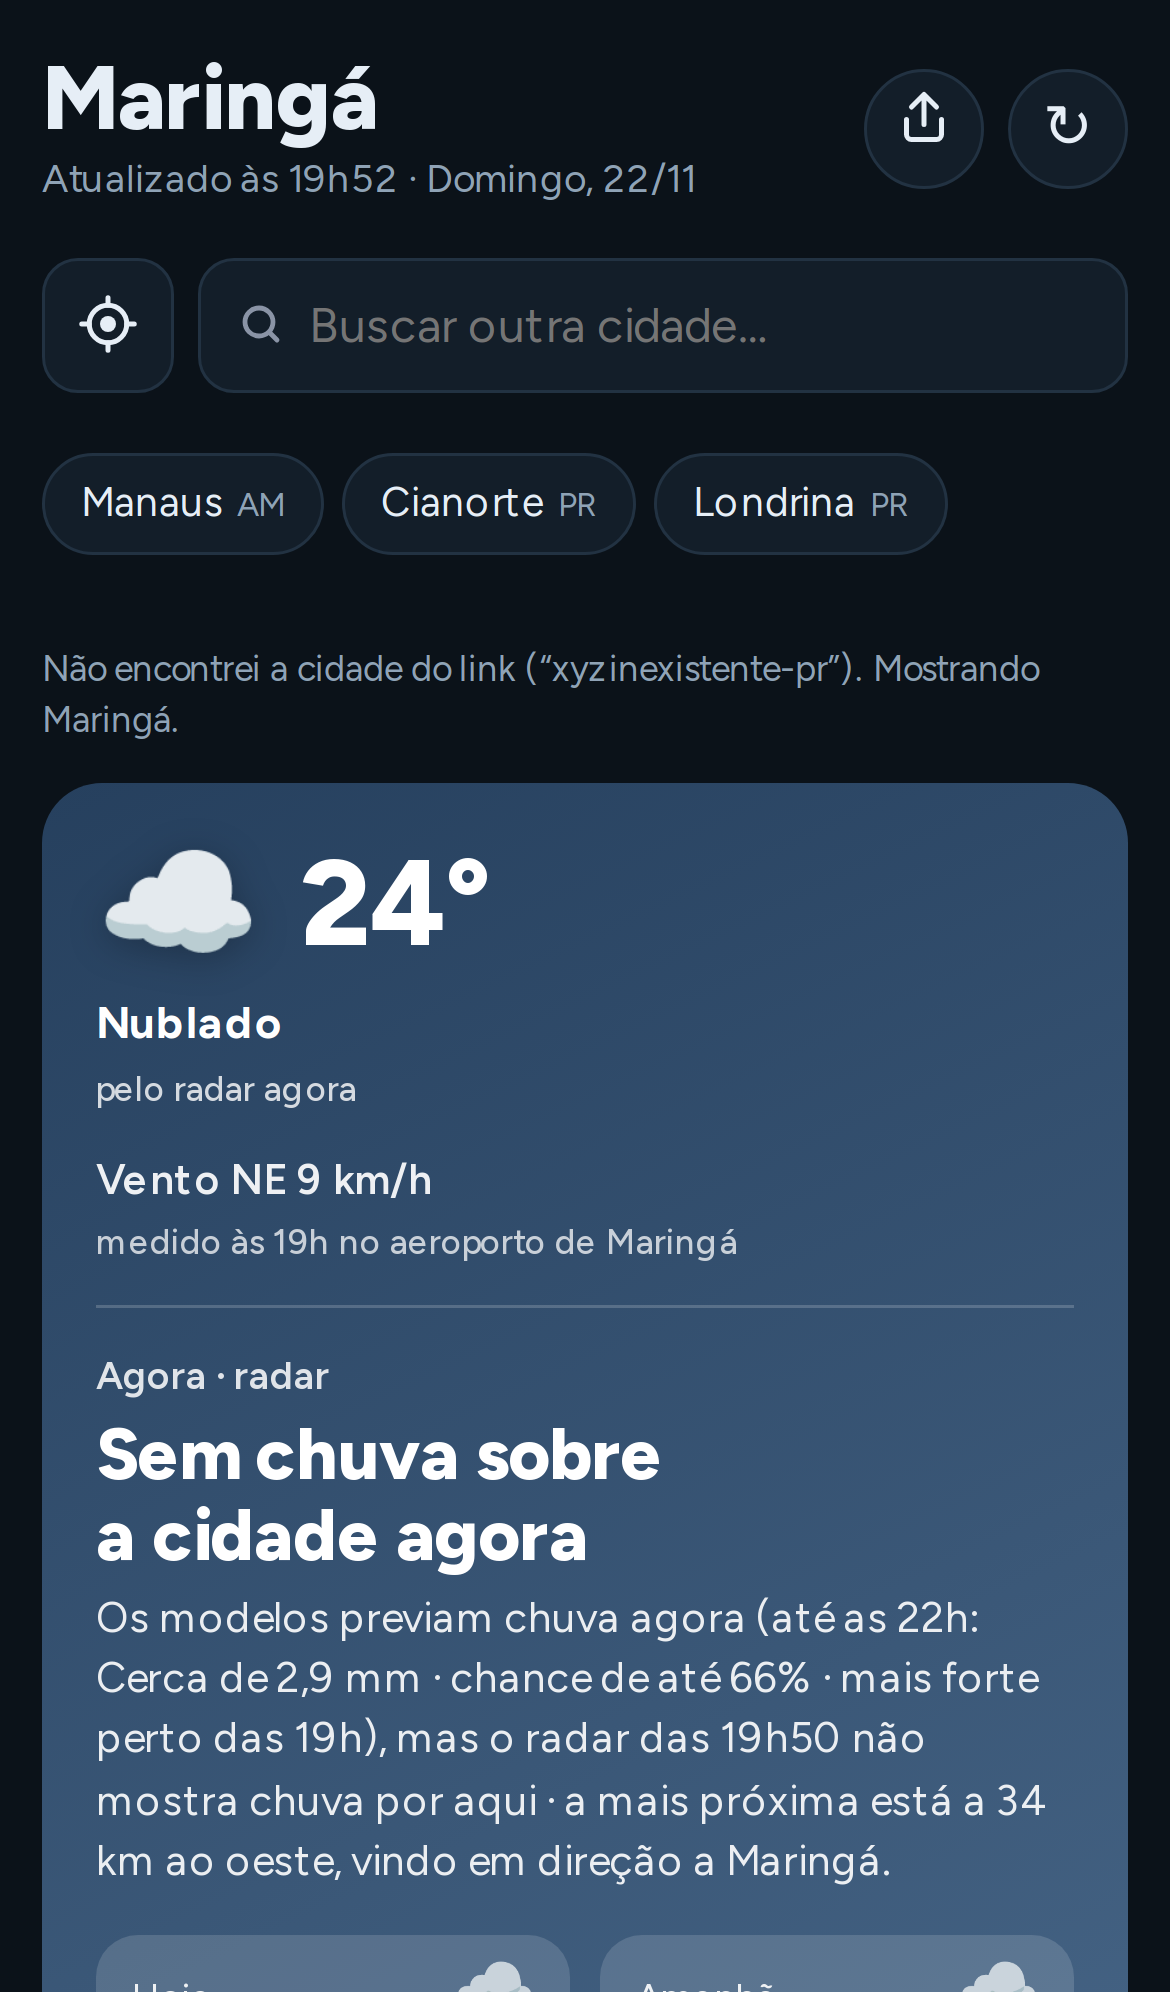 Maringá
Atualizado às 19h52 · Domingo, 22/11
Buscar outra cidade...
Manaus AM
Cianorte PR
Londrina PR
Não encontrei a cidade do link (“xyzinexistente-pr”). Mostrando
Maringá.
24°
Nublado
pelo radar agora
Vento NE 9 km/h
medido às 19h no aeroporto de Maringá
Agora · radar
Sem chuva sobre
a cidade agora
Os modelos previam chuva agora (até as 22h:
Cerca de 2,9 mm · chance de até 66% · mais forte
perto das 19h), mas o radar das 19h50 não
mostra chuva por aqui · a mais próxima está a 34
km ao oeste, vindo em direção a Maringá.